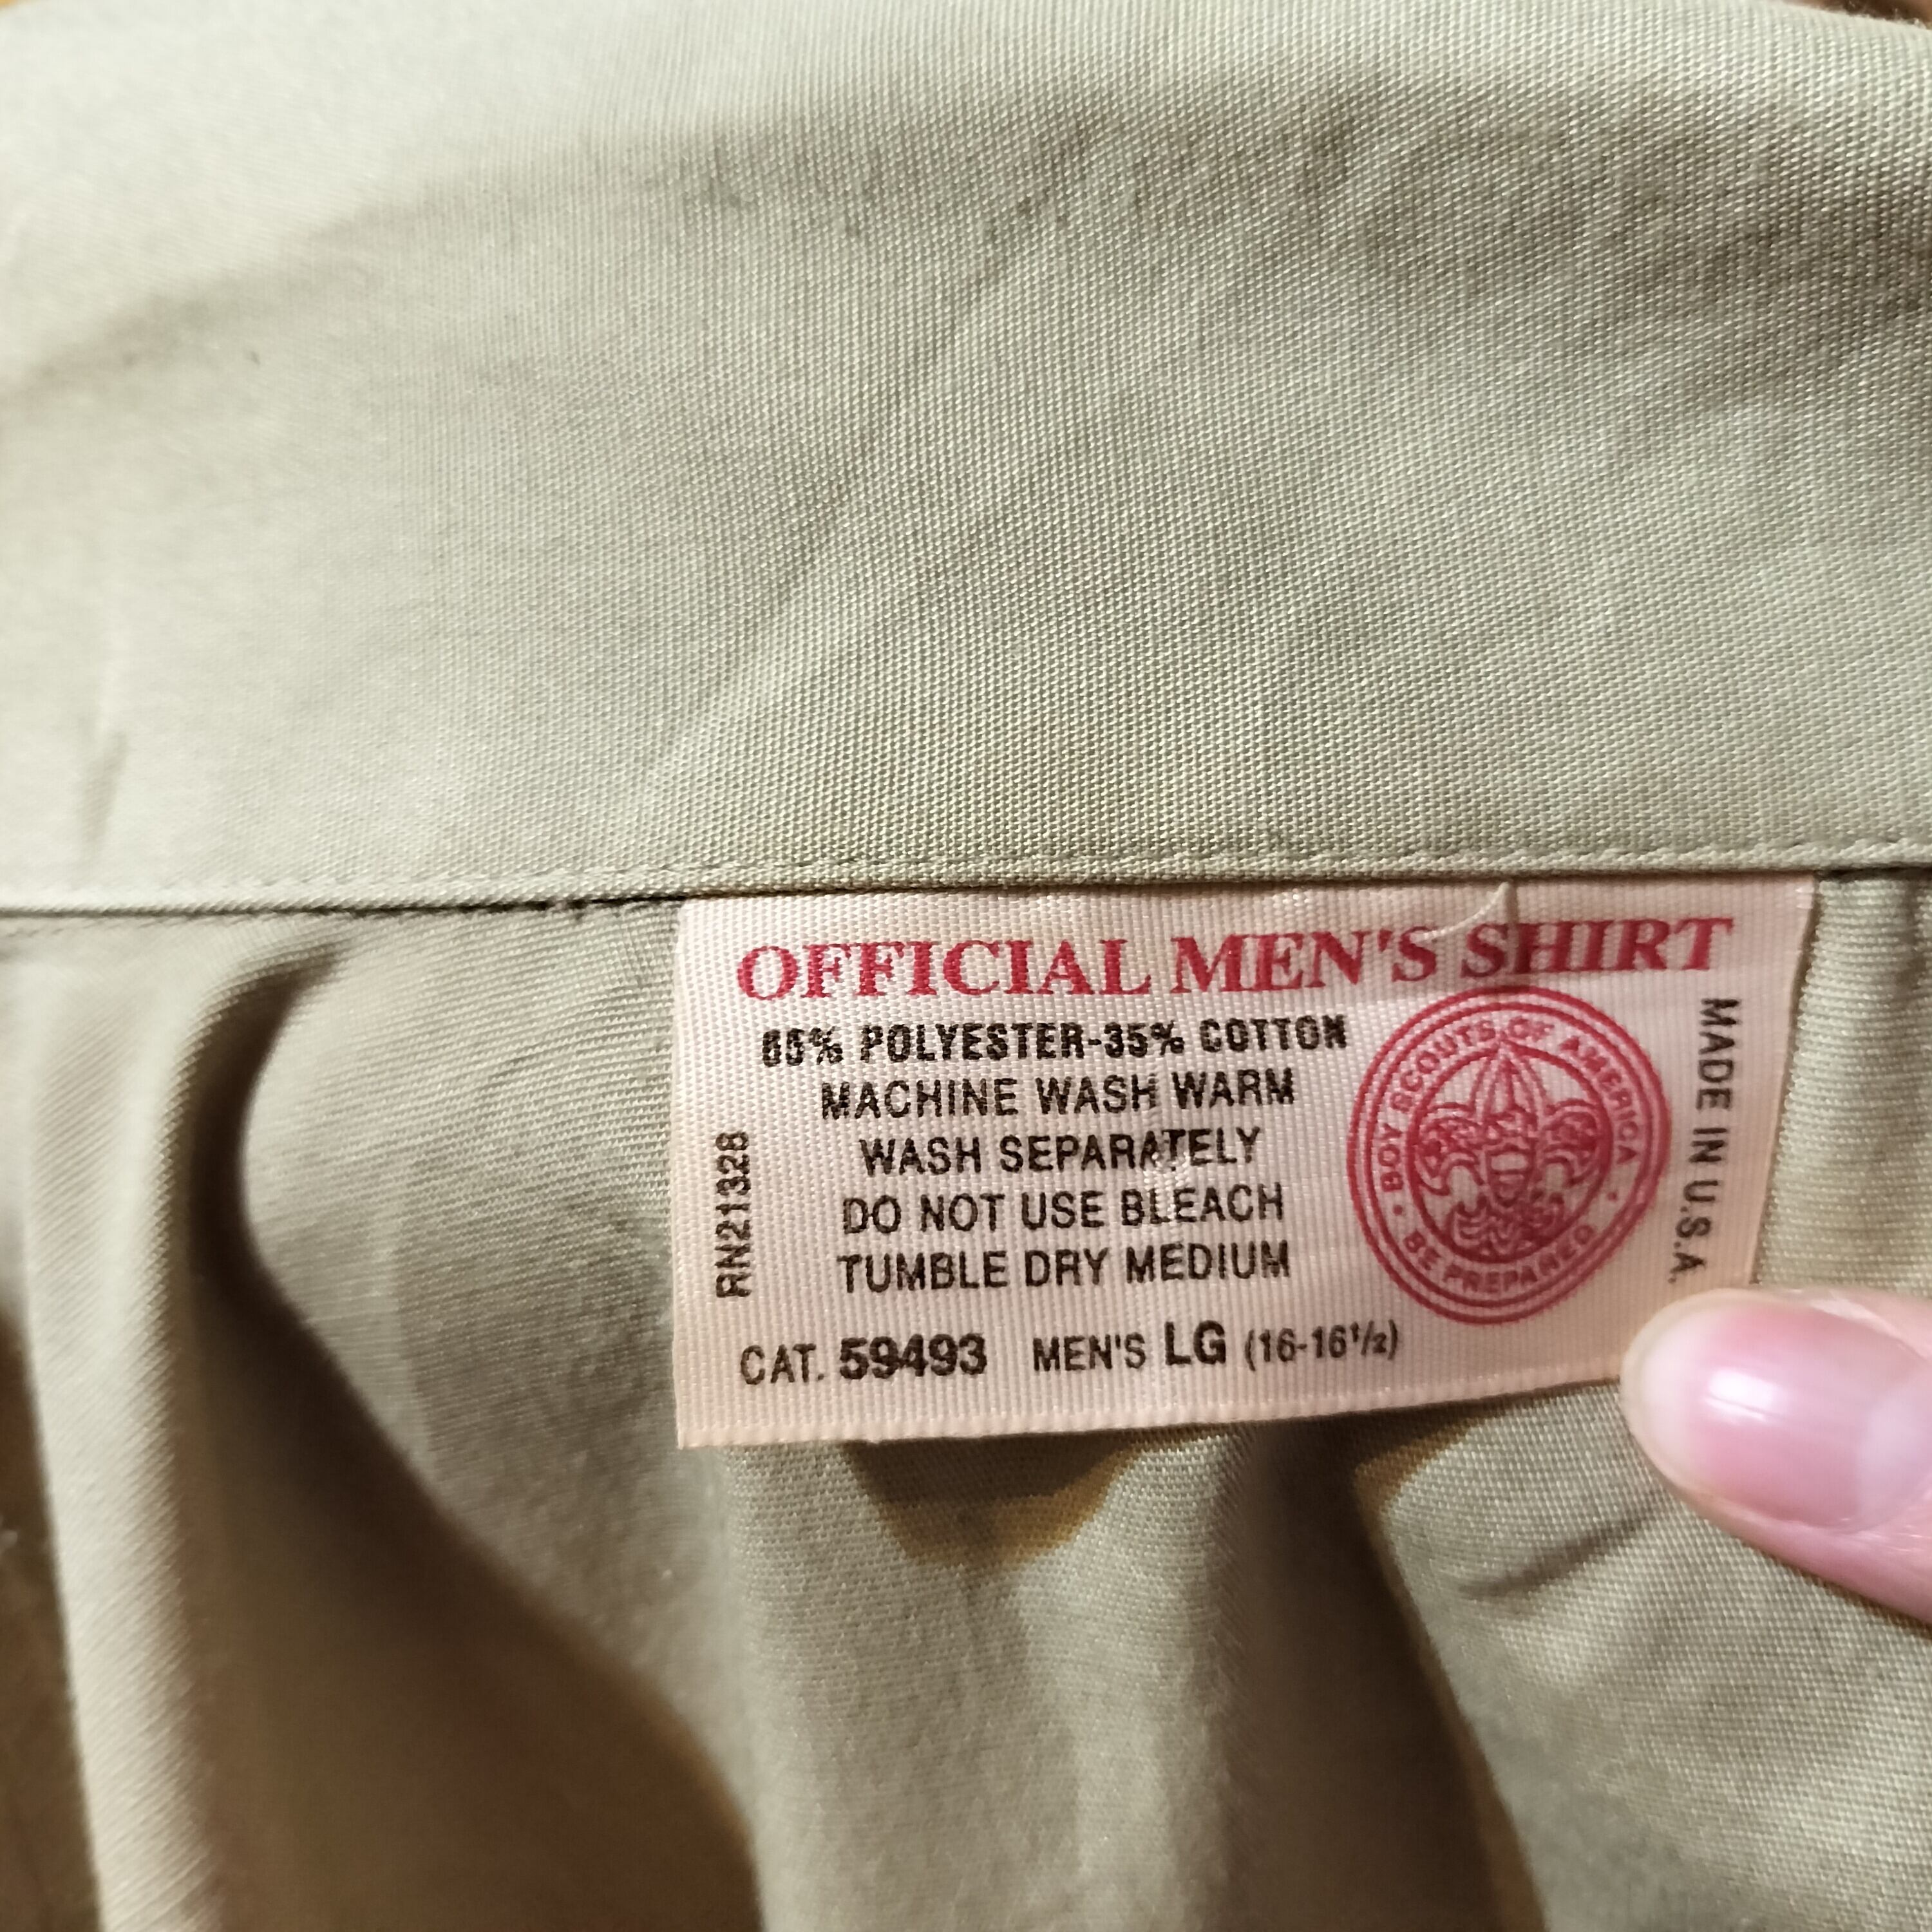 OFFICIAL MEN'S SHIRT
65% POLYESTER-35% COTTON
MACHINE WASH WARM
WASH SEPARATELY
DO NOT USE BLEACH
TUMBLE DRY MEDIUM
CAT. 59493 MEN'S LG (16-16½)
RN21328
BOY SCOUTS OF AMERICA
• BE PREPARED •
MADE IN U.S.A.